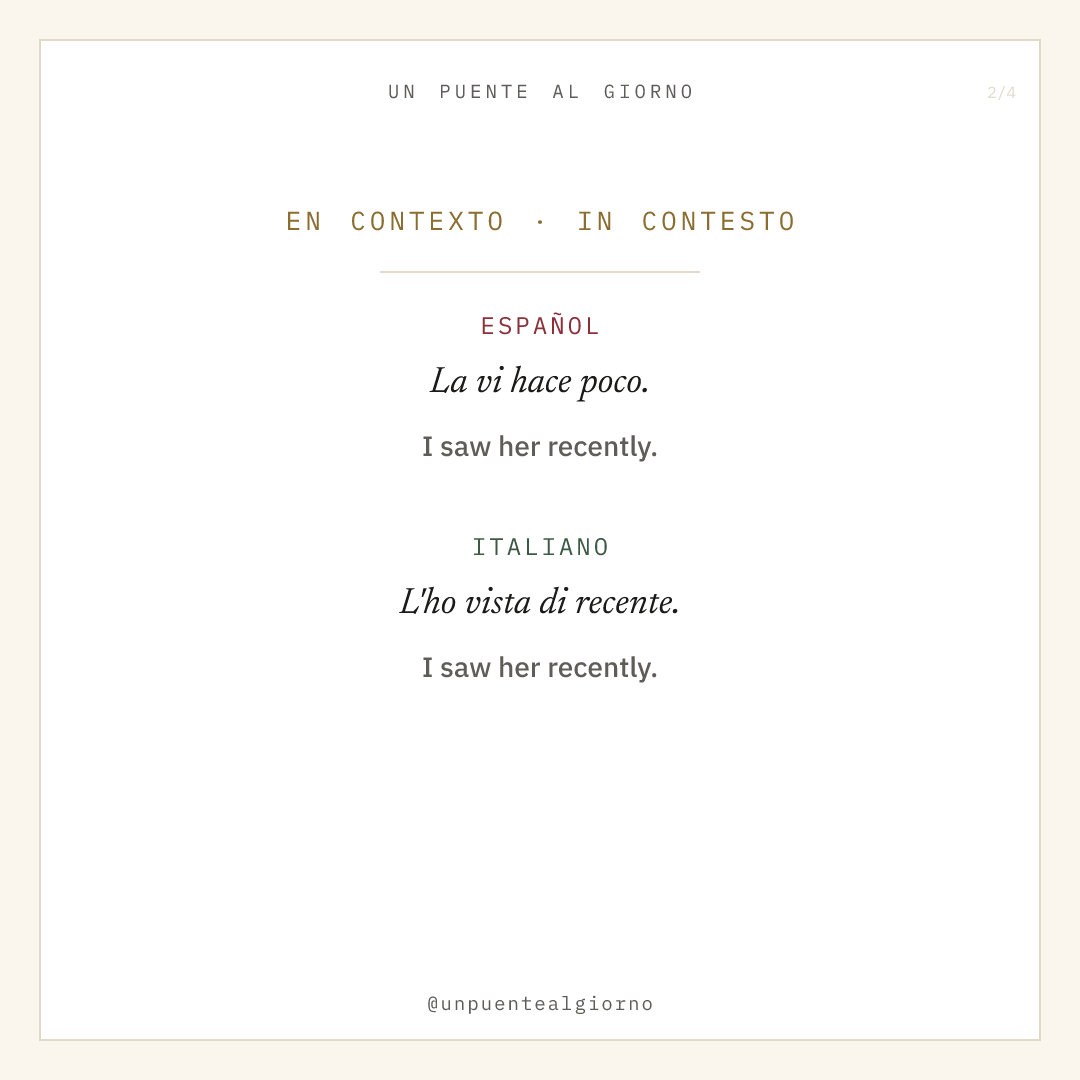 UN PUENTE AL GIORNO
2/4
EN CONTEXTO · IN CONTESTO
ESPAÑOL
La vi hace poco.
I saw her recently.
ITALIANO
L'ho vista di recente.
I saw her recently.
@unpuentealgiorno